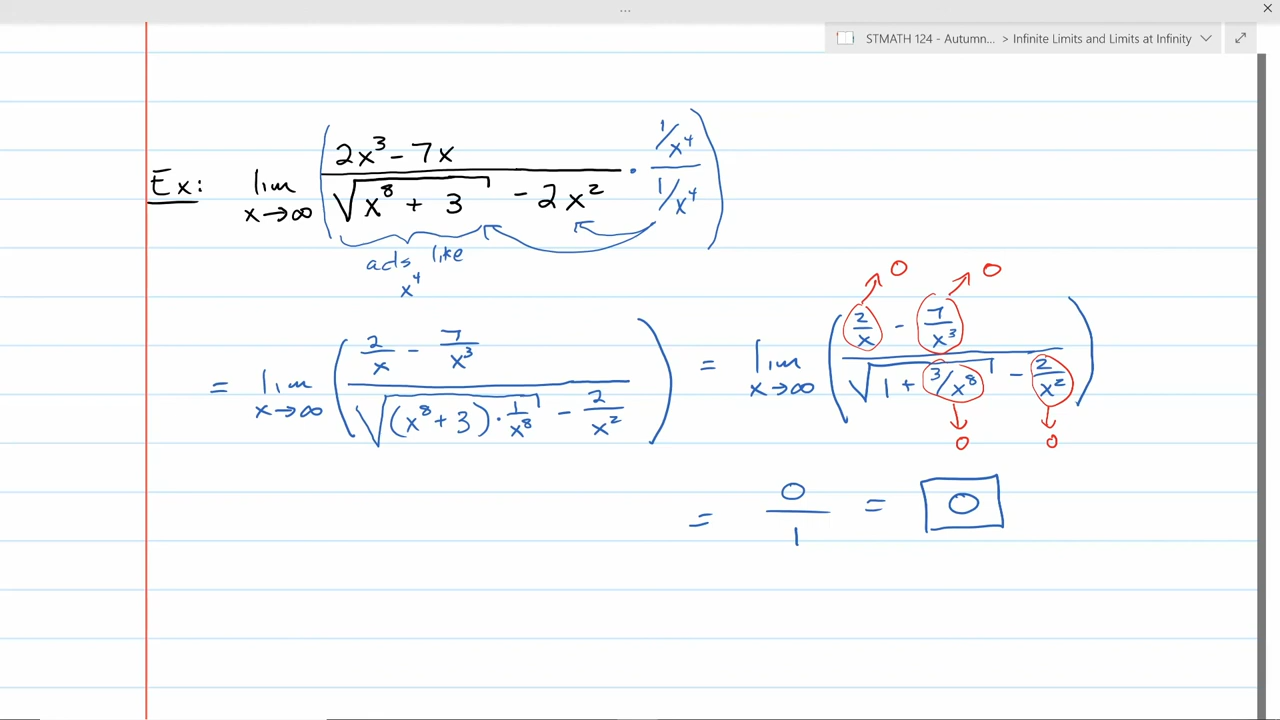 ...
STMATH 124 - Autumn... > Infinite Limits and Limits at Infinity
Ex: lim x→∞ ( (2x³ - 7x) / (√(x⁸ + 3) - 2x²) · (1/x⁴) / (1/x⁴) )
acts like
x⁴
= lim x→∞ ( (2/x - 7/x³) / (√((x⁸ + 3) · 1/x⁸) - 2/x²) ) = lim x→∞ ( (2/x - 7/x³) / (√(1 + 3/x⁸) - 2/x²) )
0 0
0 0
= 0/1 = 0